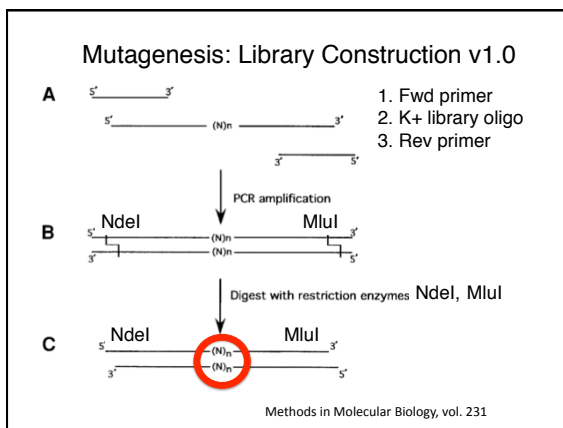 Mutagenesis: Library Construction v1.0
A
5' 3'
5' (N)n 3'
3' 5'
1. Fwd primer
2. K+ library oligo
3. Rev primer
PCR amplification
NdeI MluI
B
5' (N)n 3'
3' (N)n 5'
Digest with restriction enzymes NdeI, MluI
NdeI MluI
C
5' (N)n 3'
3' (N)n 5'
Methods in Molecular Biology, vol. 231